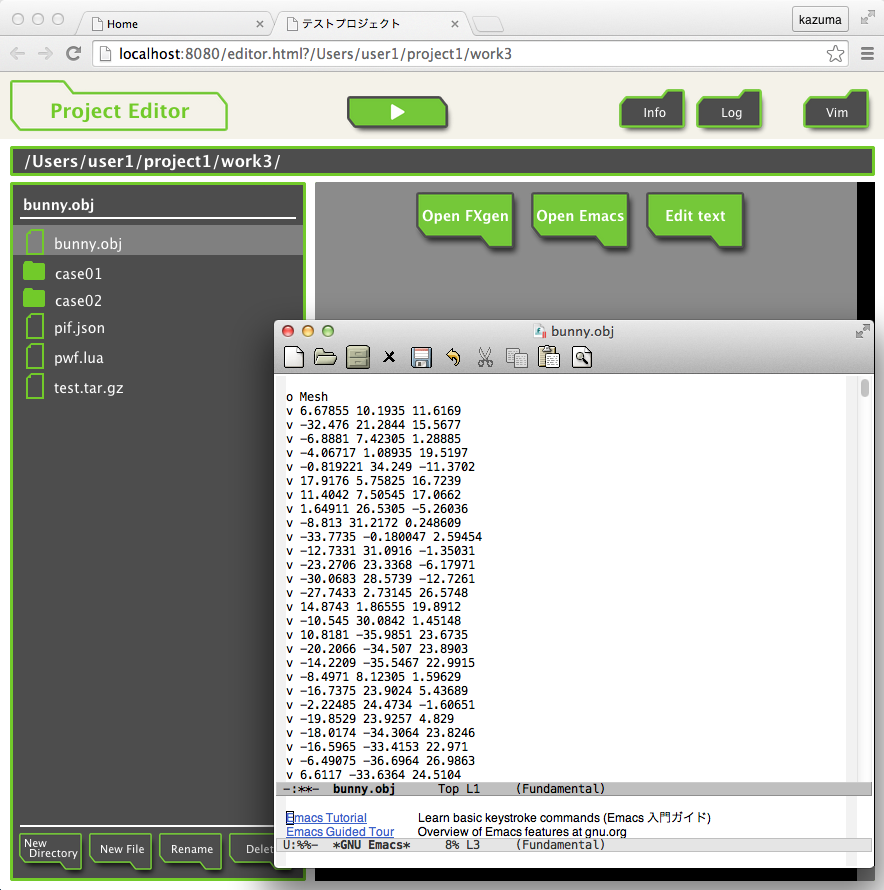 Home
テストプロジェクト
kazuma
localhost:8080/editor.html?/Users/user1/project1/work3
Project Editor
Info
Log
Vim
/Users/user1/project1/work3/
bunny.obj
bunny.obj
case01
case02
pif.json
pwf.lua
test.tar.gz
New Directory
New File
Rename
Delet
Open FXgen
Open Emacs
Edit text
bunny.obj
o Mesh
v 6.67855 10.1935 11.6169
v -32.476 21.2844 15.5677
v -6.8881 7.42305 1.28885
v -4.06717 1.08935 19.5197
v -0.819221 34.249 -11.3702
v 17.9176 5.75825 16.7239
v 11.4042 7.50545 17.0662
v 1.64911 26.5305 -5.26036
v -8.813 31.2172 0.248609
v -33.7735 -0.180047 2.59454
v -12.7331 31.0916 -1.35031
v -23.2706 23.3368 -6.17971
v -30.0683 28.5739 -12.7261
v -27.7433 2.73145 26.5748
v 14.8743 1.86555 19.8912
v -10.545 30.0842 1.45148
v 10.8181 -35.9851 23.6735
v -20.2066 -34.507 23.8903
v -14.2209 -35.5467 22.9915
v -8.4971 8.12305 1.59629
v -16.7375 23.9024 5.43689
v -2.22485 24.4734 -1.60651
v -19.8529 23.9257 4.829
v -18.0174 -34.3064 23.8246
v -16.5965 -33.4153 22.971
v -6.49075 -36.6964 26.9863
v 6.6117 -33.6364 24.5104
-:**-  bunny.obj      Top L1     (Fundamental)
Emacs Tutorial Learn basic keystroke commands (Emacs 入門ガイド)
Emacs Guided Tour Overview of Emacs features at gnu.org
U:%%-  *GNU Emacs*     8% L3     (Fundamental)